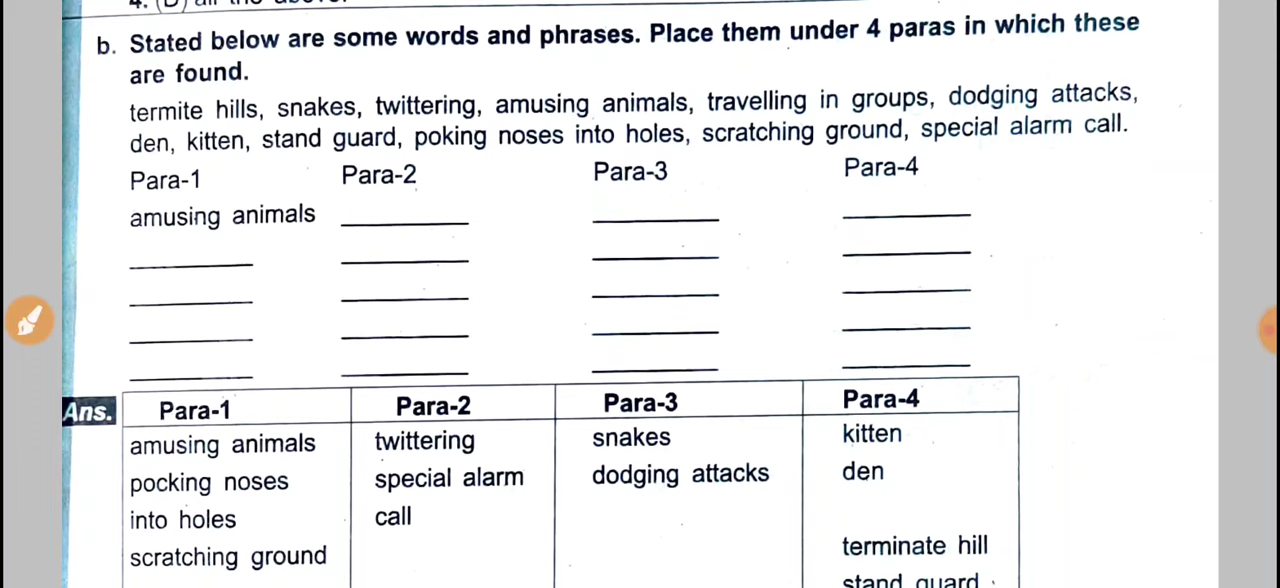 4. (D) all the above.
b. Stated below are some words and phrases. Place them under 4 paras in which these
are found.
termite hills, snakes, twittering, amusing animals, travelling in groups, dodging attacks,
den, kitten, stand guard, poking noses into holes, scratching ground, special alarm call.
Para-1 Para-2 Para-3 Para-4
amusing animals
Ans. Para-1 Para-2 Para-3 Para-4
amusing animals twittering snakes kitten
pocking noses special alarm dodging attacks den
into holes call
scratching ground terminate hill
stand guard